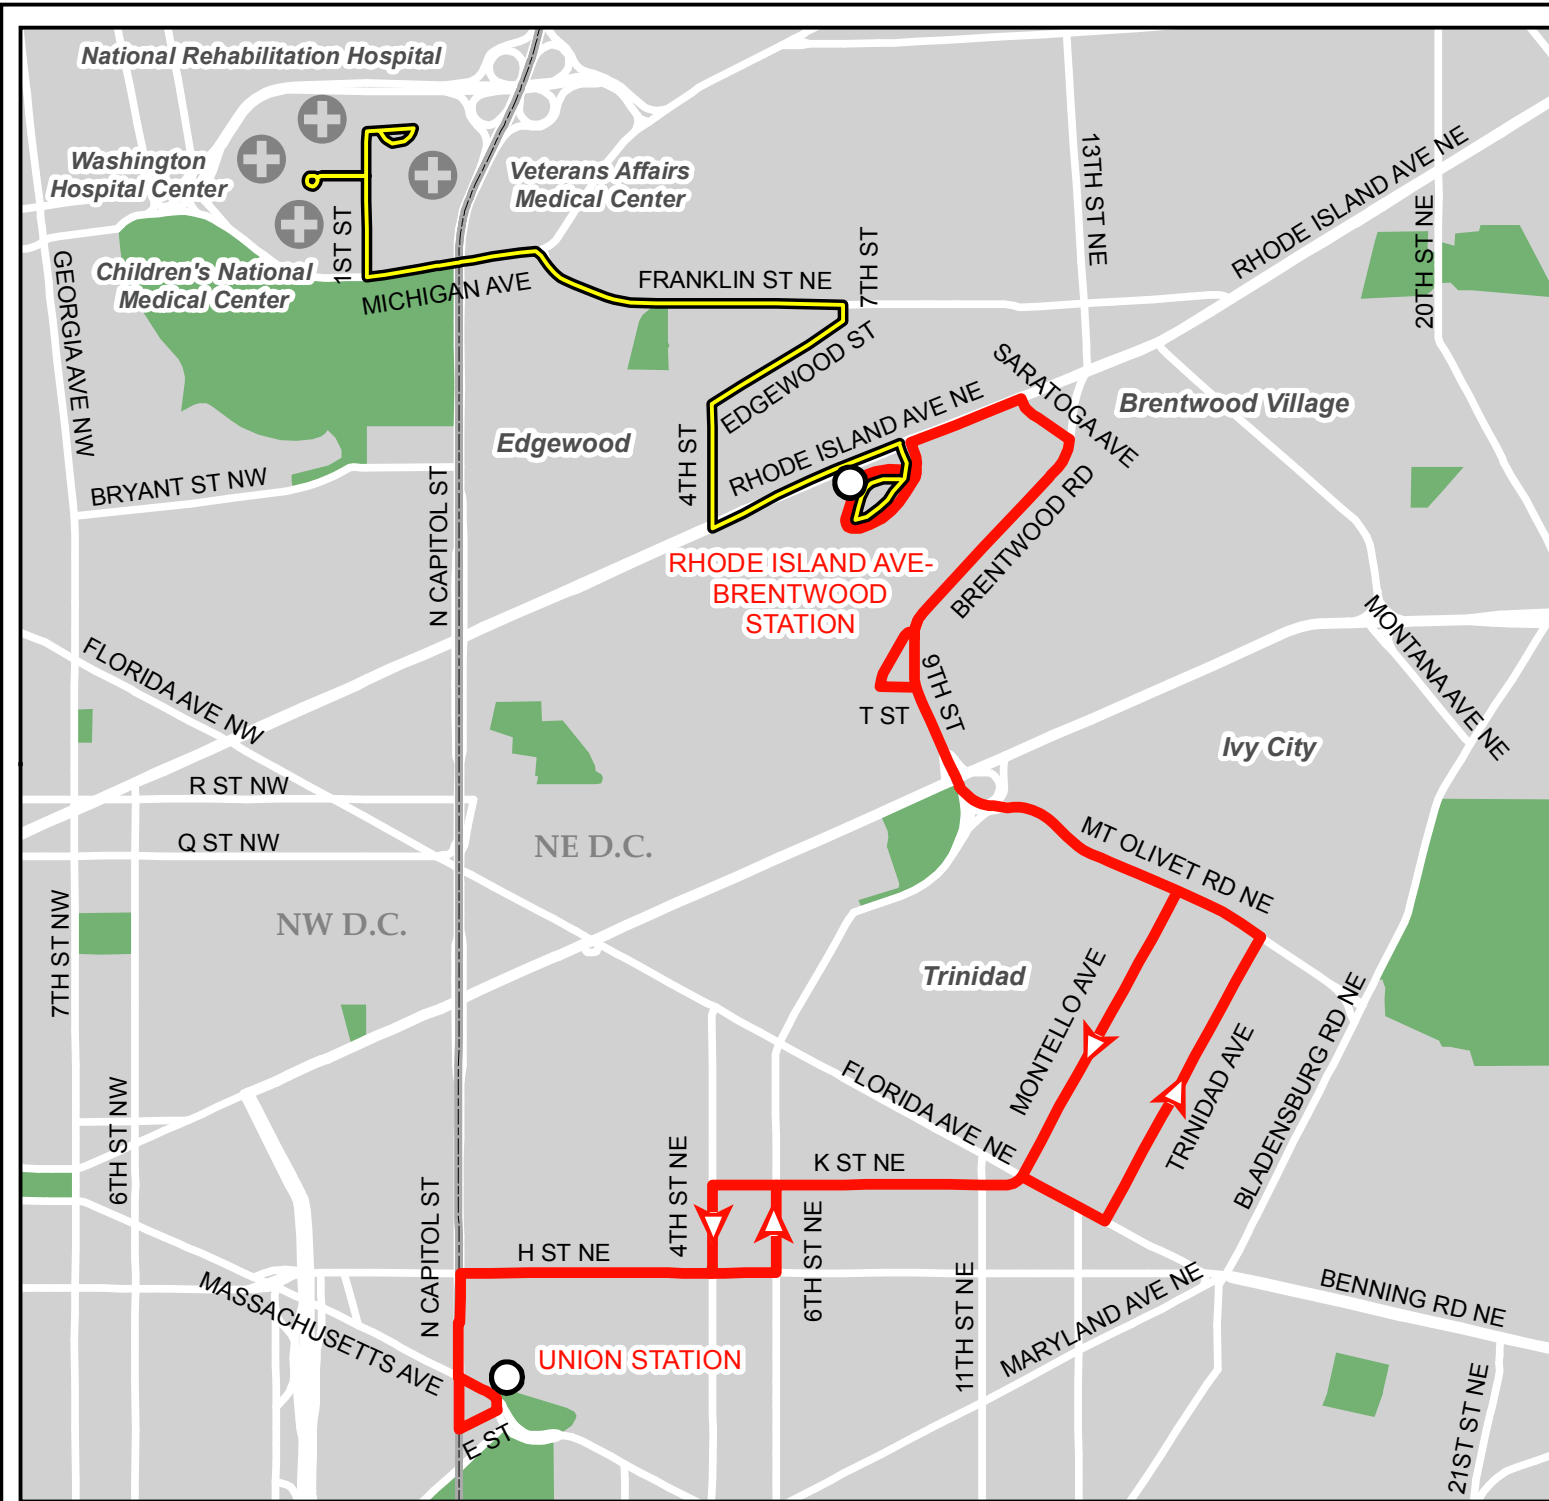 National Rehabilitation Hospital
Washington
Hospital Center
Veterans Affairs
Medical Center
Children's National
Medical Center
1ST ST
MICHIGAN AVE
FRANKLIN ST NE
7TH ST
13TH ST NE
RHODE ISLAND AVE NE
20TH ST NE
GEORGIA AVE NW
EDGEWOOD ST
SARATOGA AVE
Brentwood Village
Edgewood
4TH ST
RHODE ISLAND AVE NE
BRYANT ST NW
N CAPITOL ST
BRENTWOOD RD
RHODE ISLAND AVE-
BRENTWOOD
STATION
MONTANA AVE NE
FLORIDA AVE NW
9TH ST
T ST
Ivy City
R ST NW
Q ST NW
NE D.C.
MT OLIVET RD NE
NW D.C.
7TH ST NW
Trinidad
MONTELLO AVE
BLADENSBURG RD NE
TRINIDAD AVE
FLORIDA AVE NE
6TH ST NW
K ST NE
4TH ST NE
N CAPITOL ST
H ST NE
6TH ST NE
11TH ST NE
MARYLAND AVE NE
BENNING RD NE
MASSACHUSETTS AVE
UNION STATION
E ST
21ST ST NE